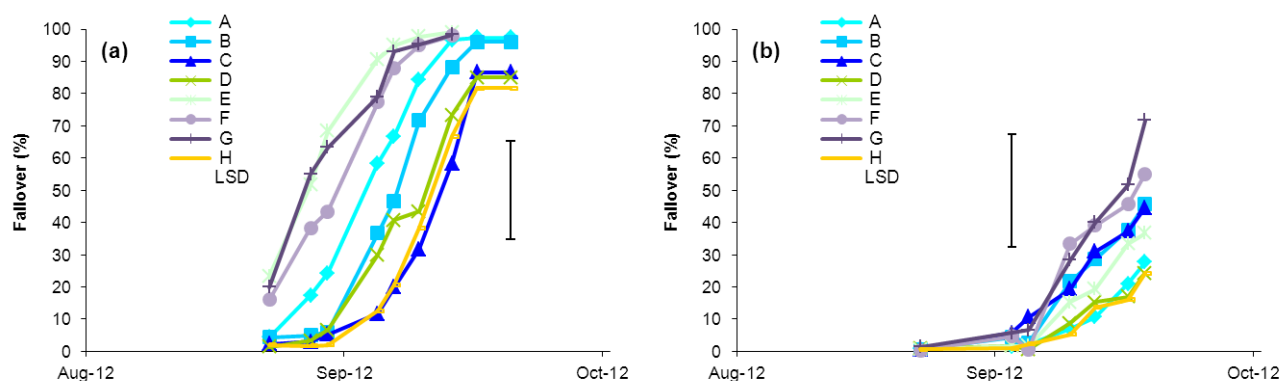 (a)
Fallover (%)
100
90
80
70
60
50
40
30
20
10
0
A
B
C
D
E
F
G
H
LSD
Aug-12 Sep-12 Oct-12
(b)
Fallover (%)
100
90
80
70
60
50
40
30
20
10
0
A
B
C
D
E
F
G
H
LSD
Aug-12 Sep-12 Oct-12